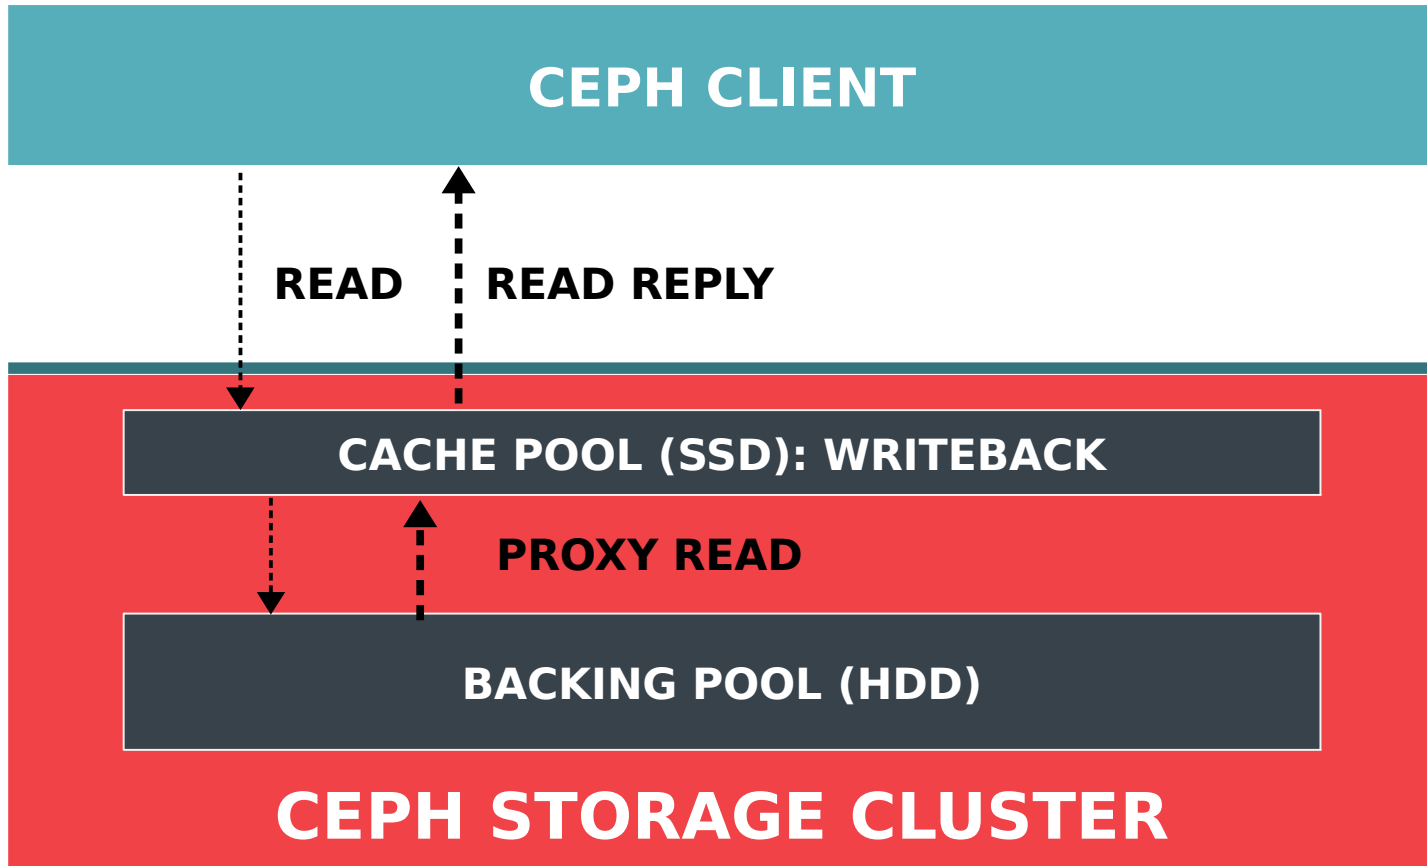 CEPH CLIENT
READ
READ REPLY
CACHE POOL (SSD): WRITEBACK
PROXY READ
BACKING POOL (HDD)
CEPH STORAGE CLUSTER